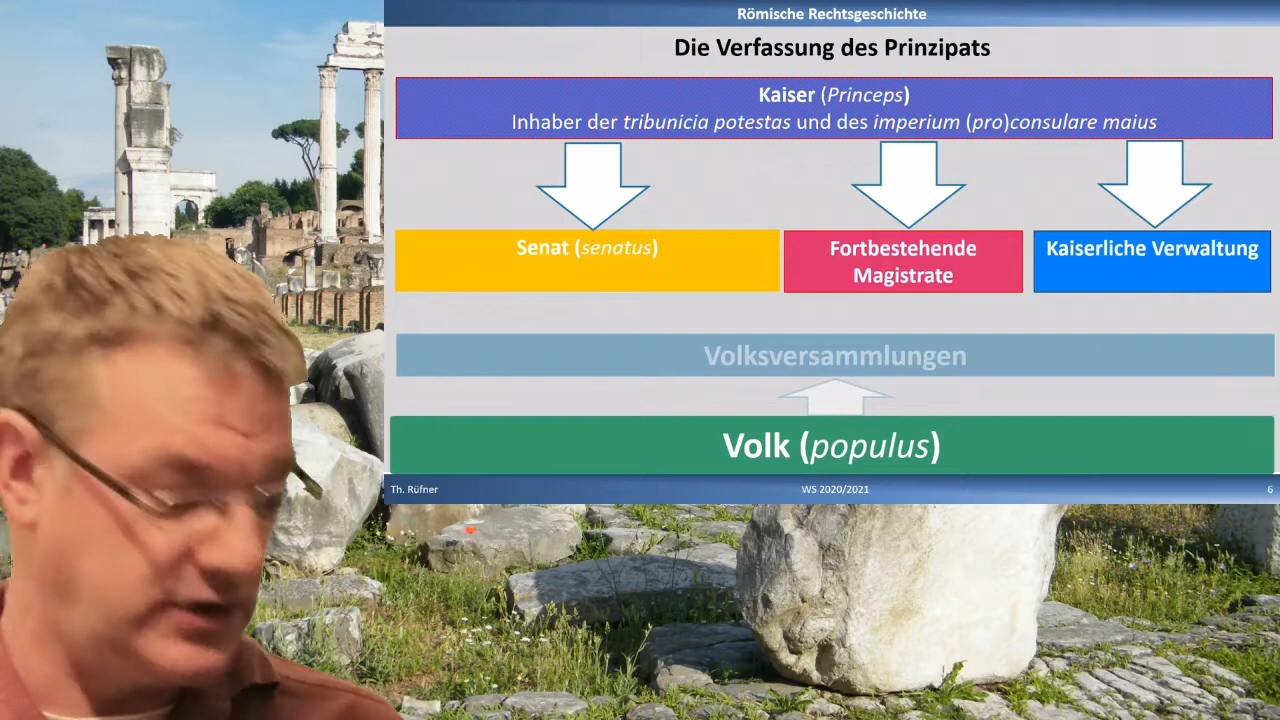 Römische Rechtsgeschichte
Die Verfassung des Prinzipats
Kaiser (Princeps)
Inhaber der tribunicia potestas und des imperium (pro)consulare maius
Senat (senatus)
Fortbestehende
Magistrate
Kaiserliche Verwaltung
Volksversammlungen
Volk (populus)
Th. Rüfner
WS 2020/2021
6